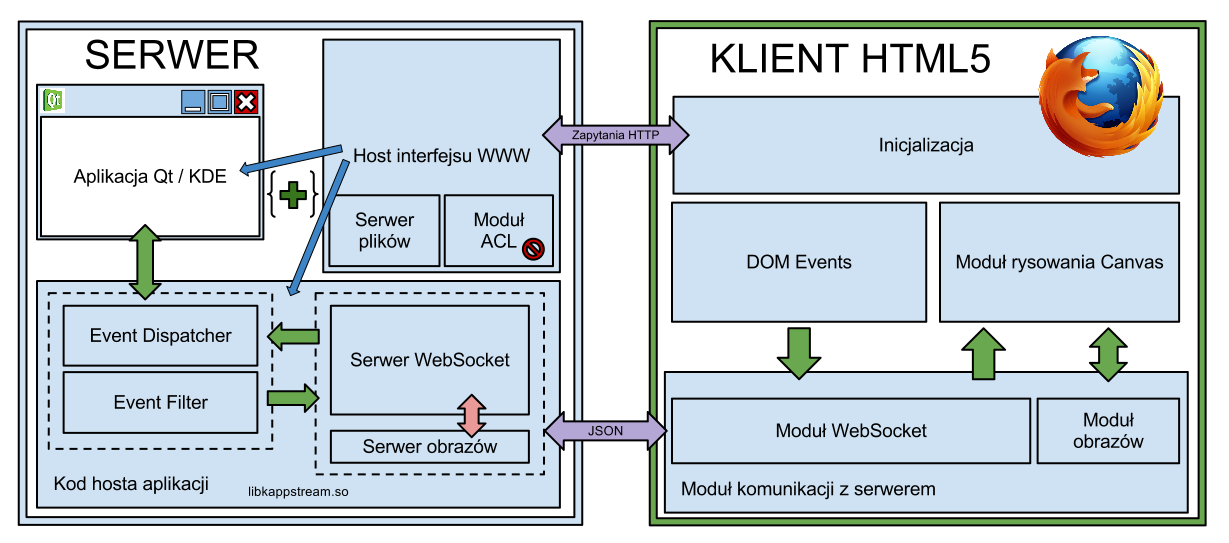 SERWER
Qt
Aplikacja Qt / KDE
{+}
Host interfejsu WWW
Serwer
plików
Moduł
ACL
Event Dispatcher
Event Filter
Serwer WebSocket
Serwer obrazów
Kod hosta aplikacji
libkappstream.so
Zapytania HTTP
JSON
KLIENT HTML5
Inicjalizacja
DOM Events
Moduł rysowania Canvas
Moduł WebSocket
Moduł
obrazów
Moduł komunikacji z serwerem